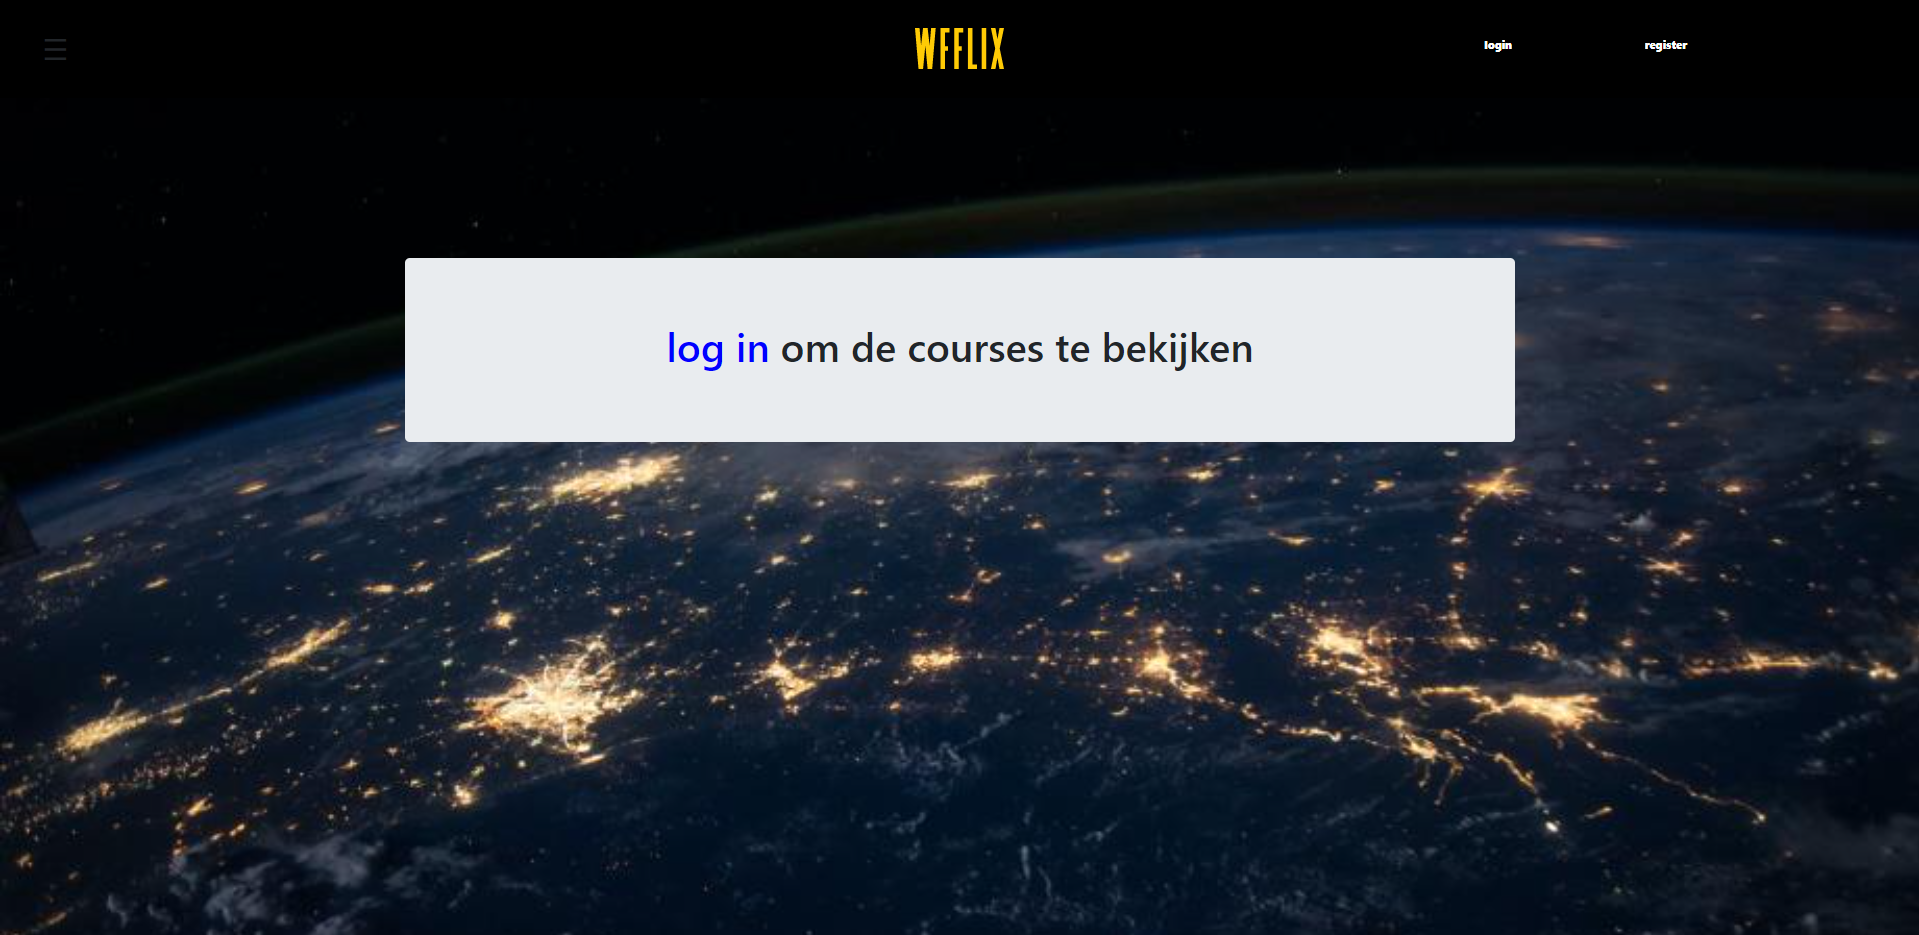 WFFLIX
login
register
log in om de courses te bekijken